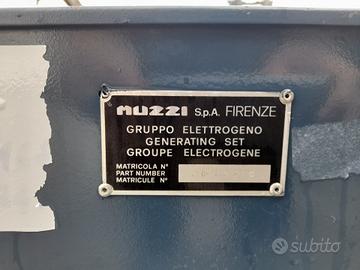 MUZZI S.p.A. FIRENZE
GRUPPO ELETTROGENO
GENERATING SET
GROUPE ELECTROGENE
MATRICOLA N°
PART NUMBER
MATRICULE N°
subito